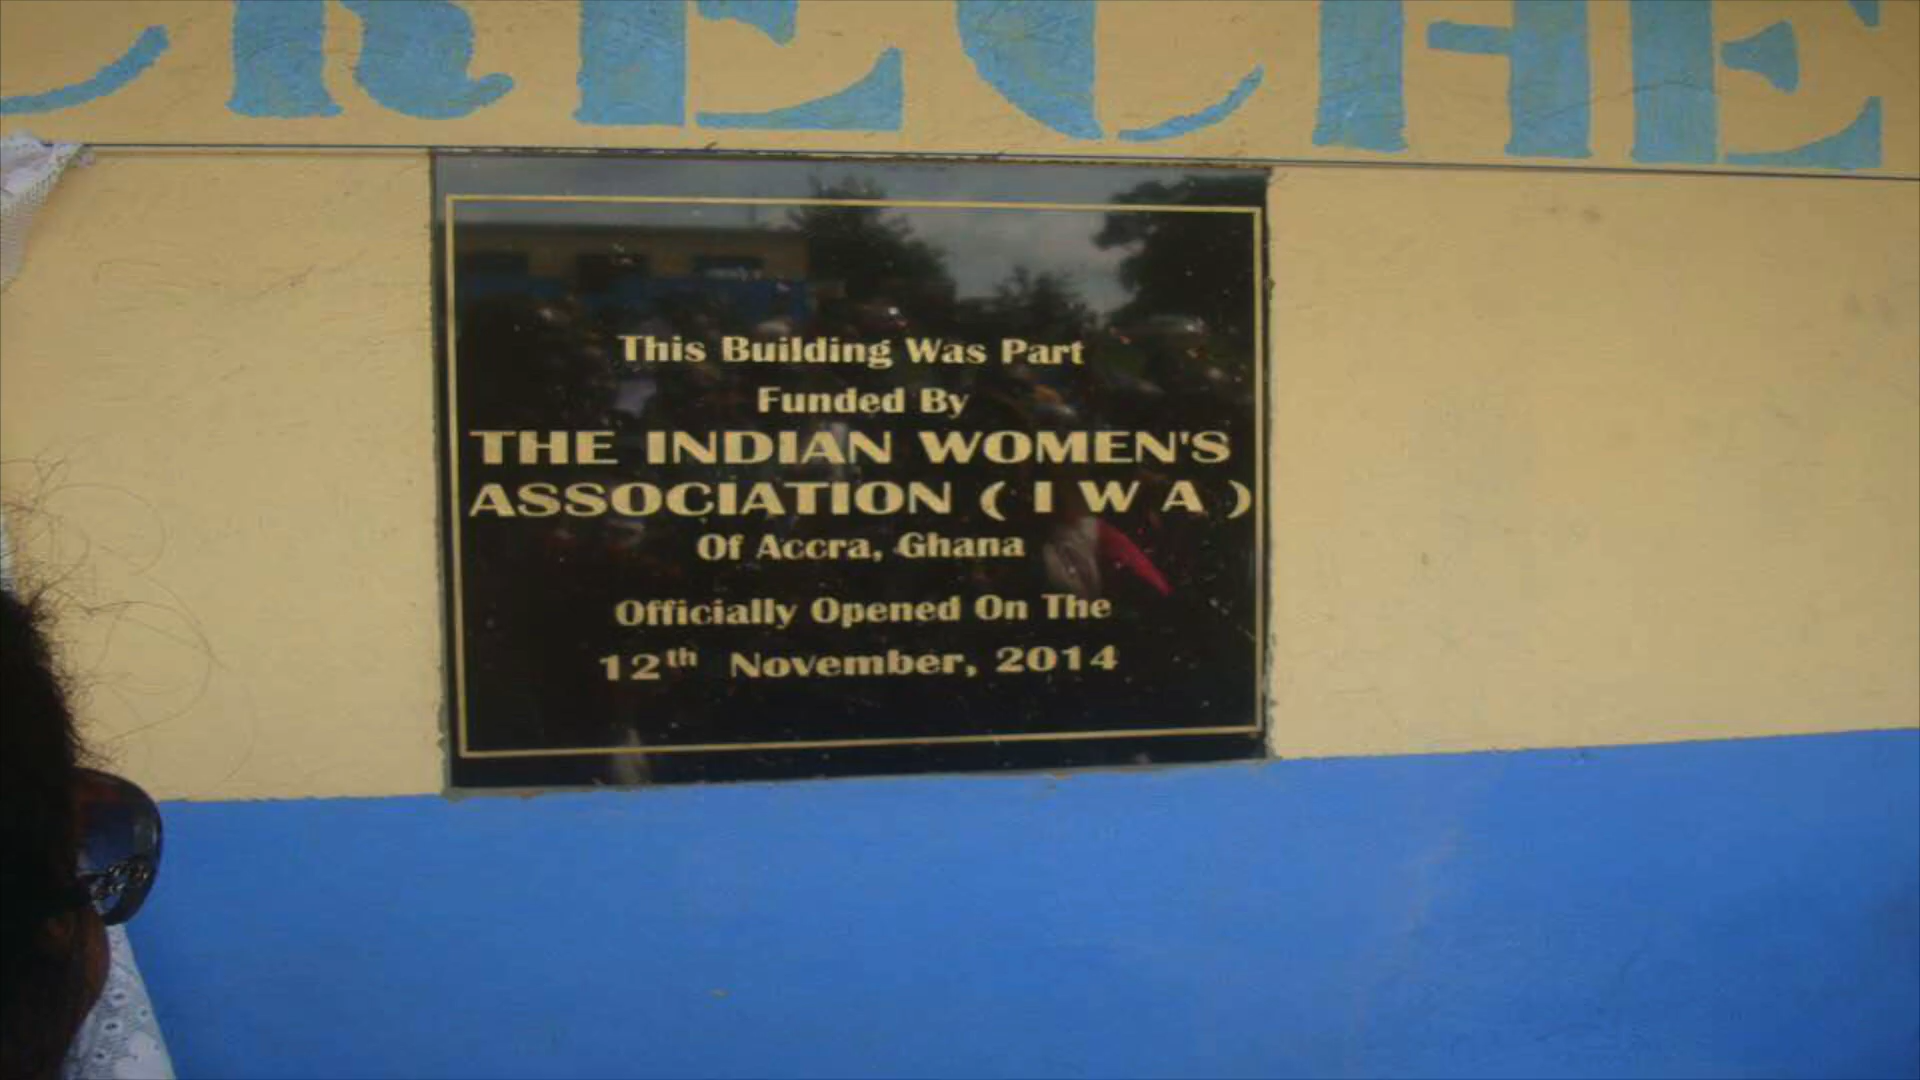 CRECHE
This Building Was Part
Funded By
THE INDIAN WOMEN'S
ASSOCIATION ( I W A )
Of Accra, Ghana
Officially Opened On The
12th November, 2014